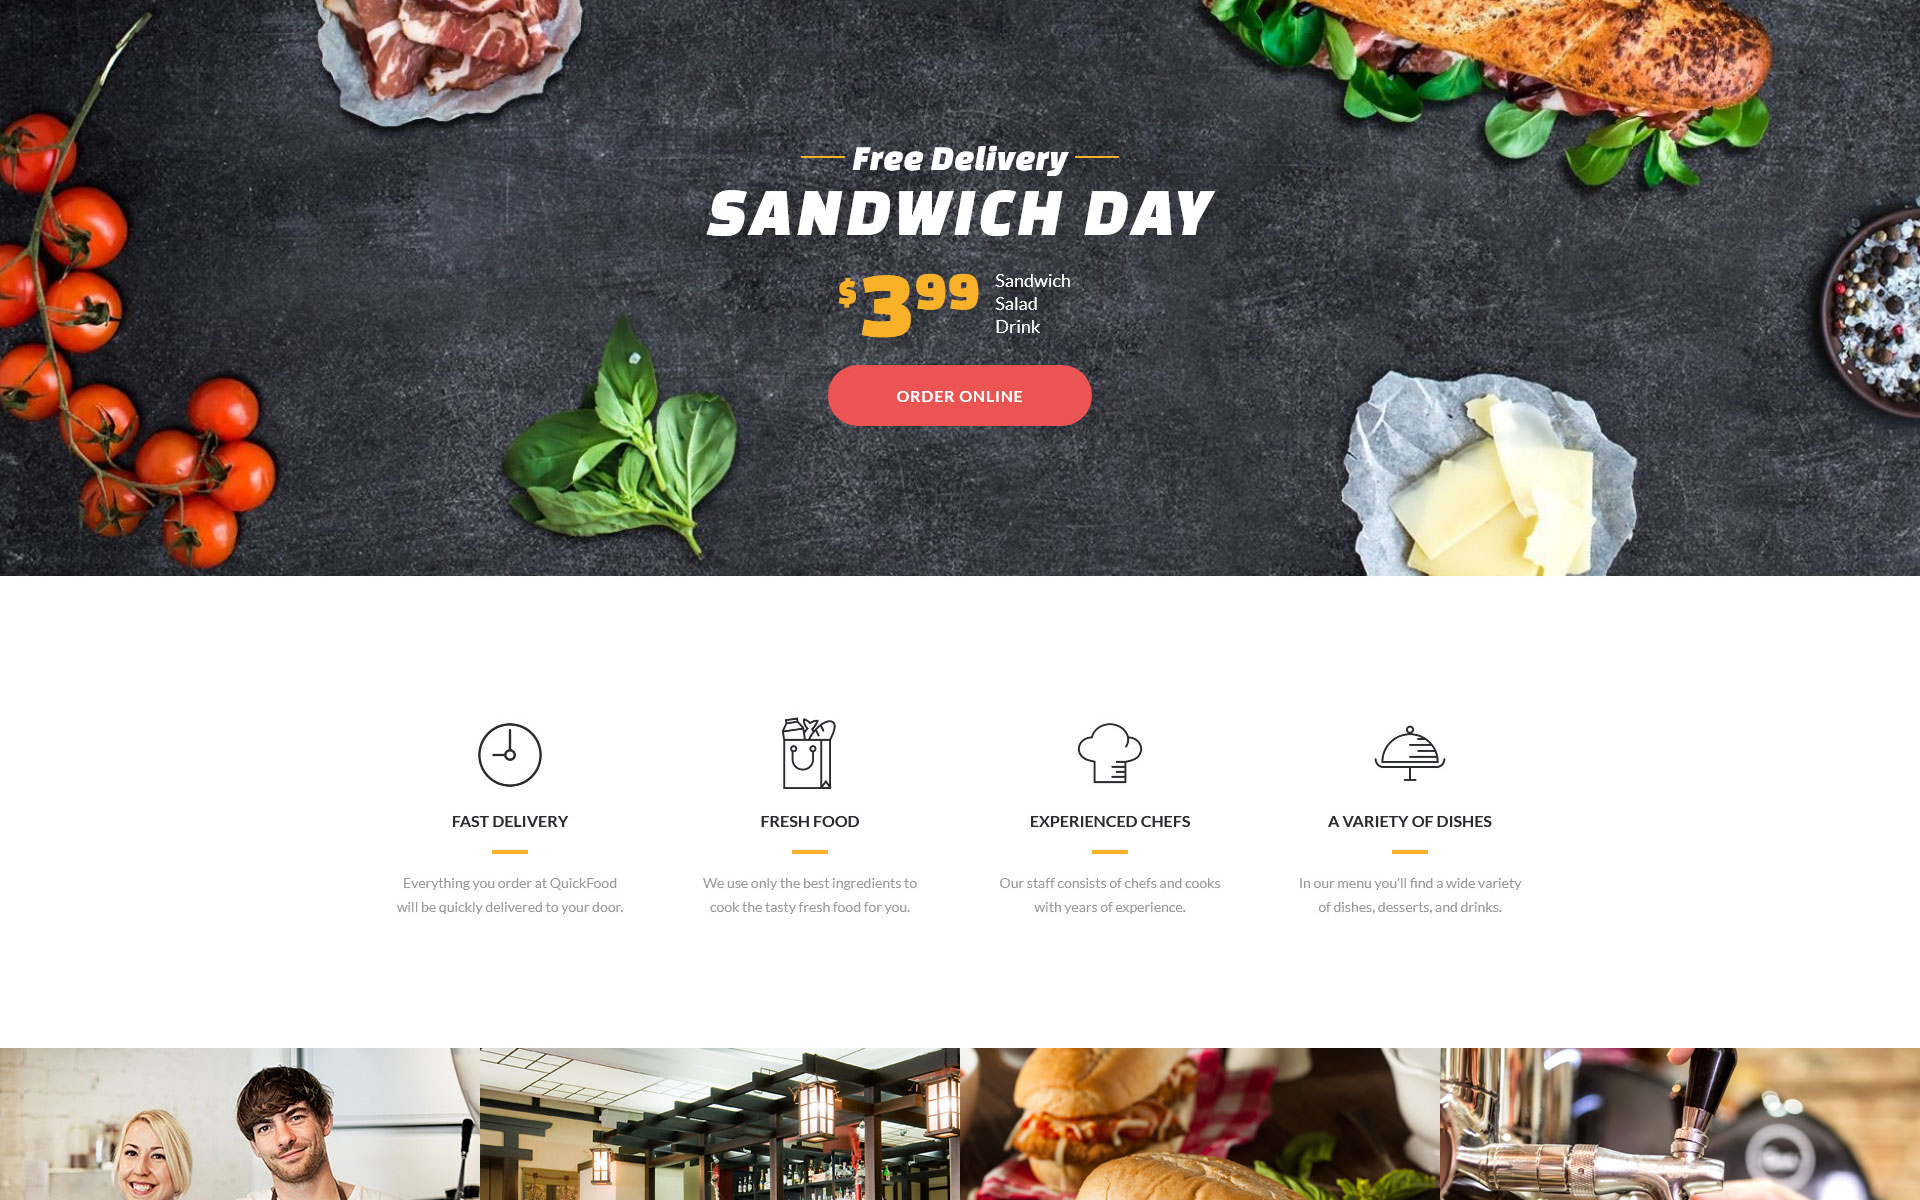 Free Delivery
SANDWICH DAY
$399
Sandwich
Salad
Drink
ORDER ONLINE
FAST DELIVERY
Everything you order at QuickFood
will be quickly delivered to your door.
FRESH FOOD
We use only the best ingredients to
cook the tasty fresh food for you.
EXPERIENCED CHEFS
Our staff consists of chefs and cooks
with years of experience.
A VARIETY OF DISHES
In our menu you'll find a wide variety
of dishes, desserts, and drinks.